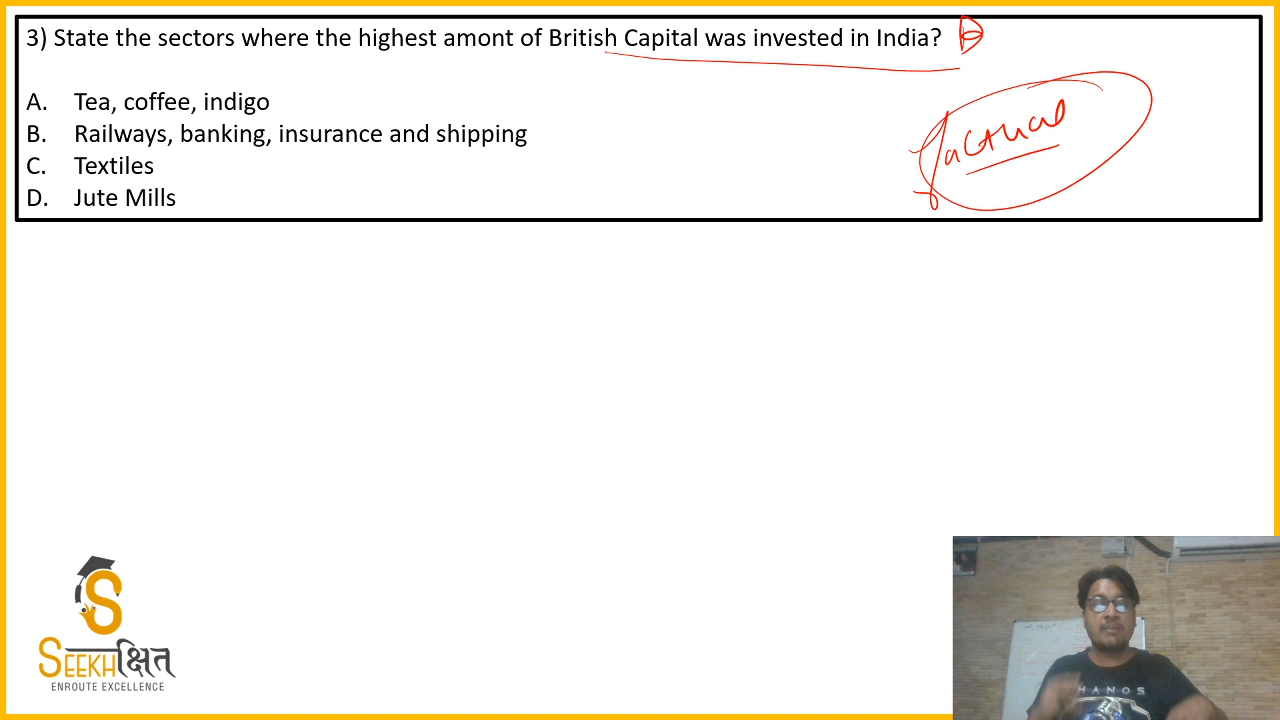 3) State the sectors where the highest amont of British Capital was invested in India? B
A. Tea, coffee, indigo
B. Railways, banking, insurance and shipping
C. Textiles
D. Jute Mills
factual
SEEKHक्षित
ENROUTE EXCELLENCE
THANOS